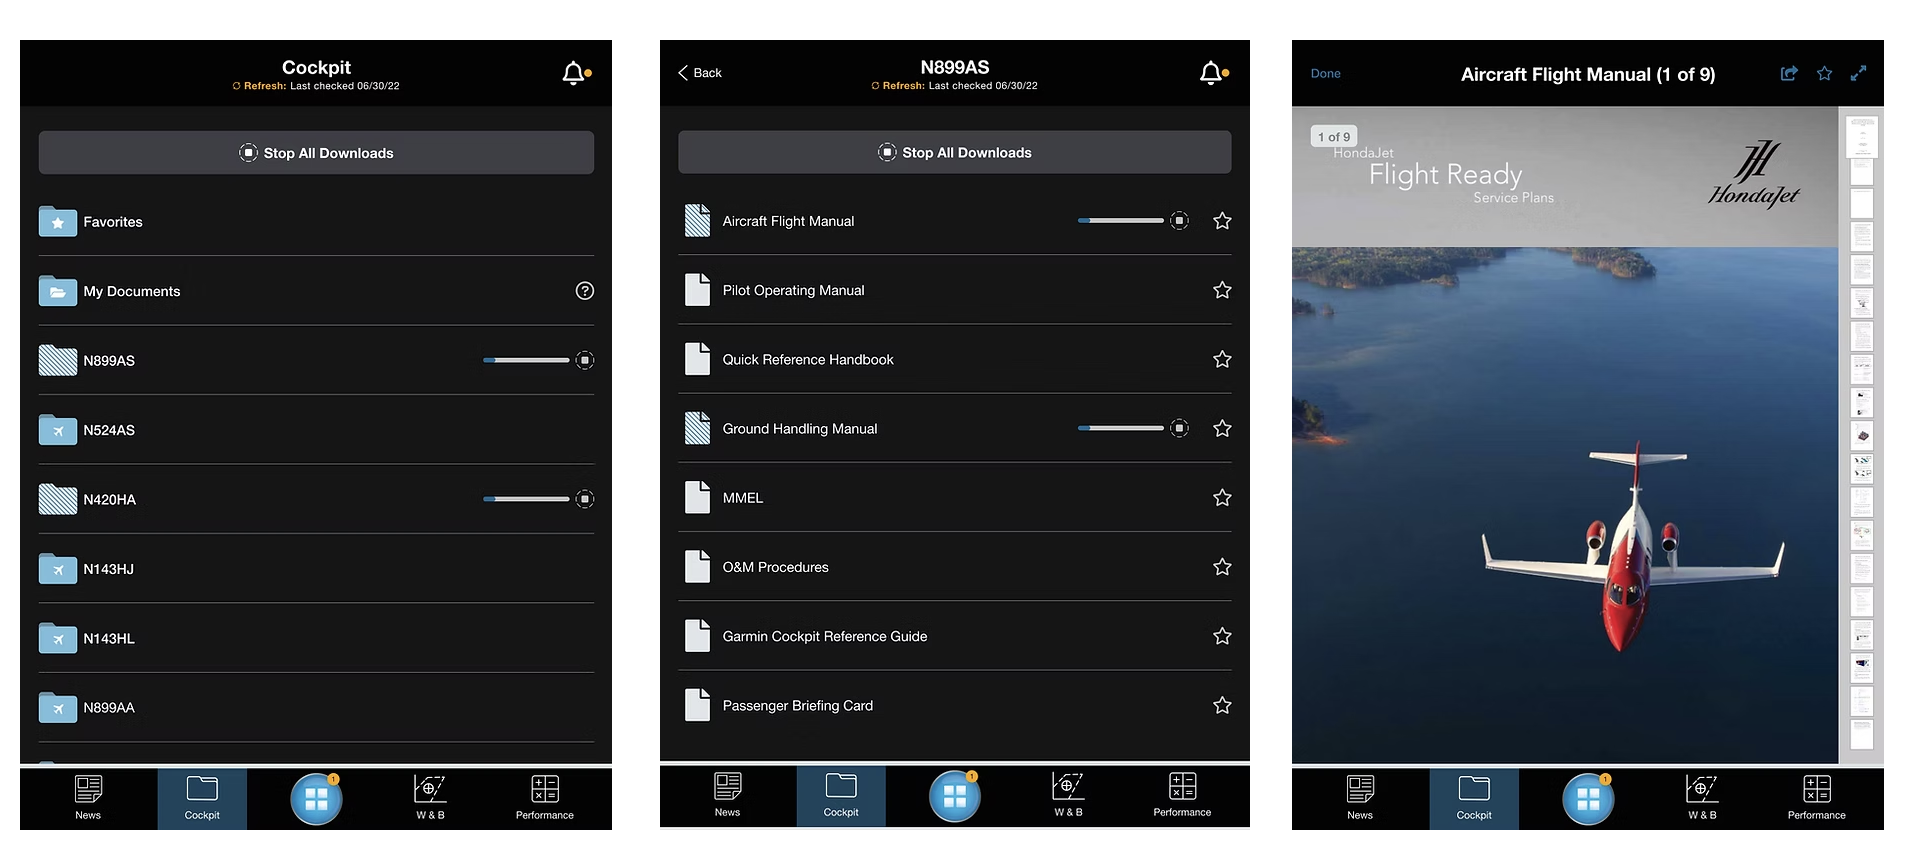 Cockpit
Refresh: Last checked 06/30/22
Stop All Downloads
Favorites
My Documents
?
N899AS
N524AS
N420HA
N143HJ
N143HL
N899AA
News
Cockpit
1
W & B
Performance
Back
N899AS
Refresh: Last checked 06/30/22
Stop All Downloads
Aircraft Flight Manual
Pilot Operating Manual
Quick Reference Handbook
Ground Handling Manual
MMEL
O&M Procedures
Garmin Cockpit Reference Guide
Passenger Briefing Card
News
Cockpit
1
W & B
Performance
Done
Aircraft Flight Manual (1 of 9)
1 of 9
HondaJet
Flight Ready
Service Plans
HondaJet
News
Cockpit
1
W & B
Performance